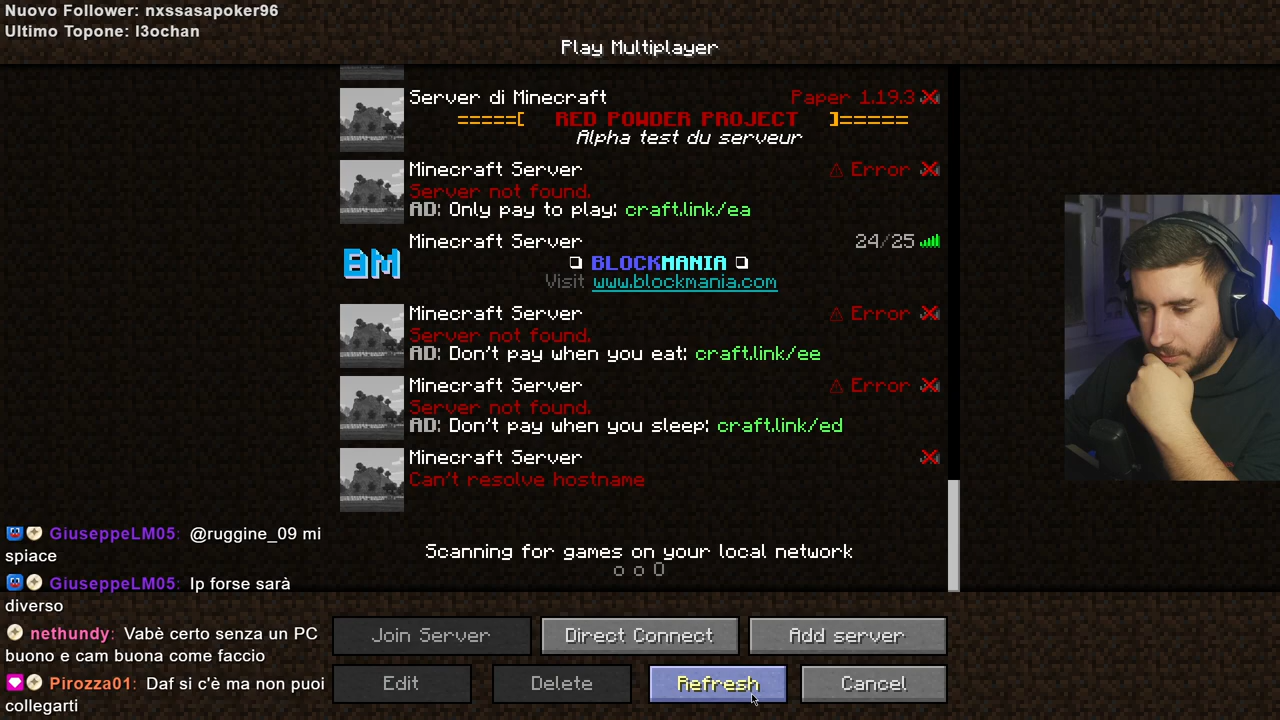 Nuovo Follower: nxssasapoker96
Ultimo Topone: l3ochan
Play Multiplayer
Server di Minecraft Paper 1.19.3
=====[ RED POWDER PROJECT ]=====
Alpha test du serveur
Minecraft Server ⚠ Error
Server not found.
AD: Only pay to play: craft.link/ea
Minecraft Server 24/25
BM
BLOCKMANIA
Visit www.blockmania.com
Minecraft Server ⚠ Error
Server not found.
AD: Don't pay when you eat: craft.link/ee
Minecraft Server ⚠ Error
Server not found.
AD: Don't pay when you sleep: craft.link/ed
Minecraft Server
Can't resolve hostname
Scanning for games on your local network
o o O
GiuseppeLM05: @ruggine_09 mi
spiace
GiuseppeLM05: Ip forse sarà
diverso
nethundy: Vabè certo senza un PC
buono e cam buona come faccio
Pirozza01: Daf si c'è ma non puoi
collegarti
Join Server Direct Connect Add server
Edit Delete Refresh Cancel